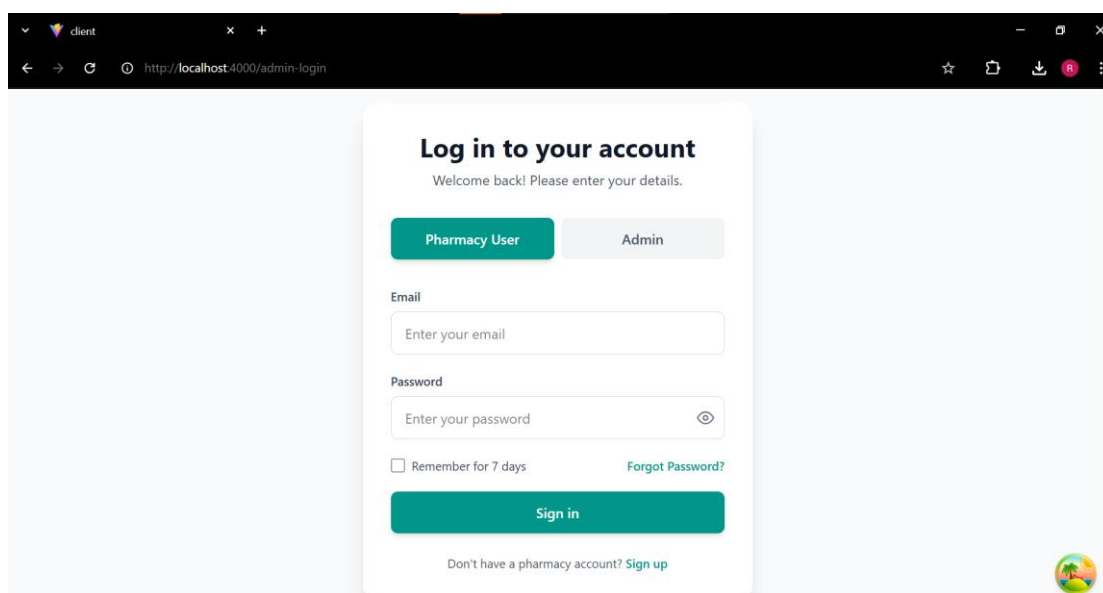 client
http://localhost:4000/admin-login
R
Log in to your account
Welcome back! Please enter your details.
Pharmacy User
Admin
Email
Enter your email
Password
Enter your password
Remember for 7 days
Forgot Password?
Sign in
Don't have a pharmacy account? Sign up